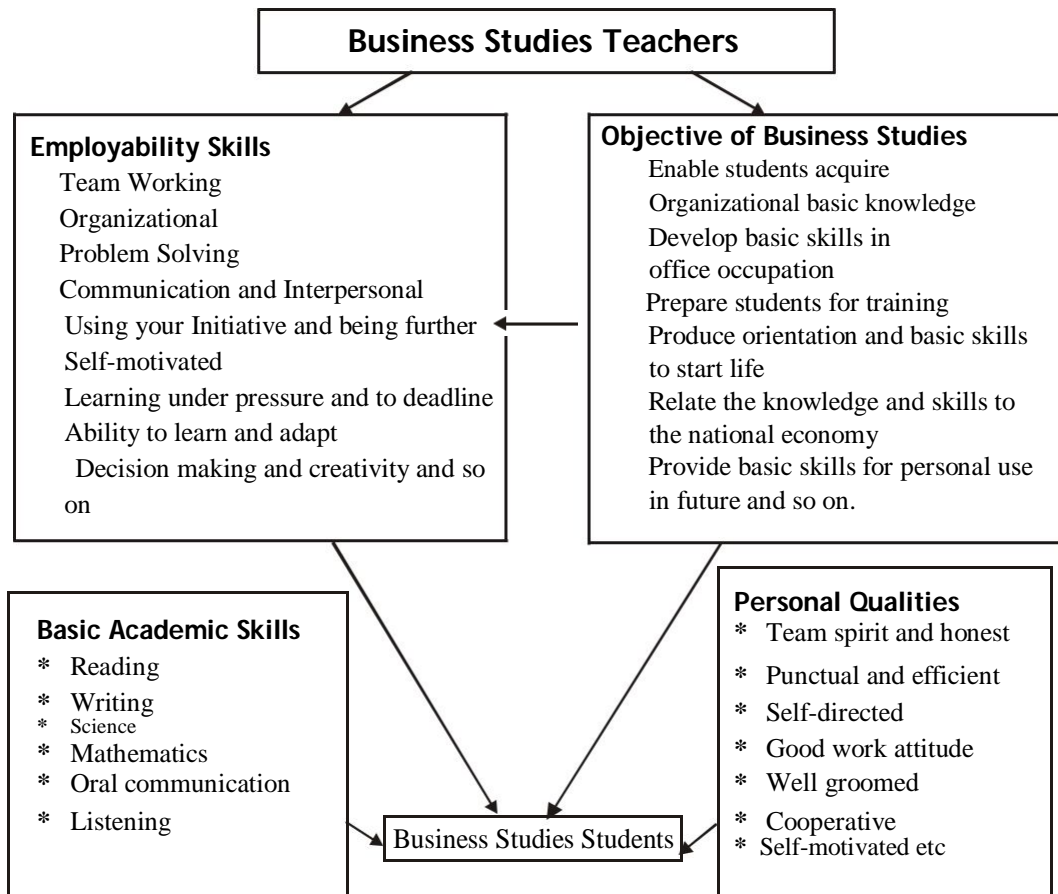 Business Studies Teachers
Employability Skills
Team Working
Organizational
Problem Solving
Communication and Interpersonal
Using your Initiative and being further
Self-motivated
Learning under pressure and to deadline
Ability to learn and adapt
Decision making and creativity and so
on
Objective of Business Studies
Enable students acquire
Organizational basic knowledge
Develop basic skills in
office occupation
Prepare students for training
Produce orientation and basic skills
to start life
Relate the knowledge and skills to
the national economy
Provide basic skills for personal use
in future and so on.
Basic Academic Skills
* Reading
* Writing
* Science
* Mathematics
* Oral communication
* Listening
Business Studies Students
Personal Qualities
* Team spirit and honest
* Punctual and efficient
* Self-directed
* Good work attitude
* Well groomed
* Cooperative
* Self-motivated etc